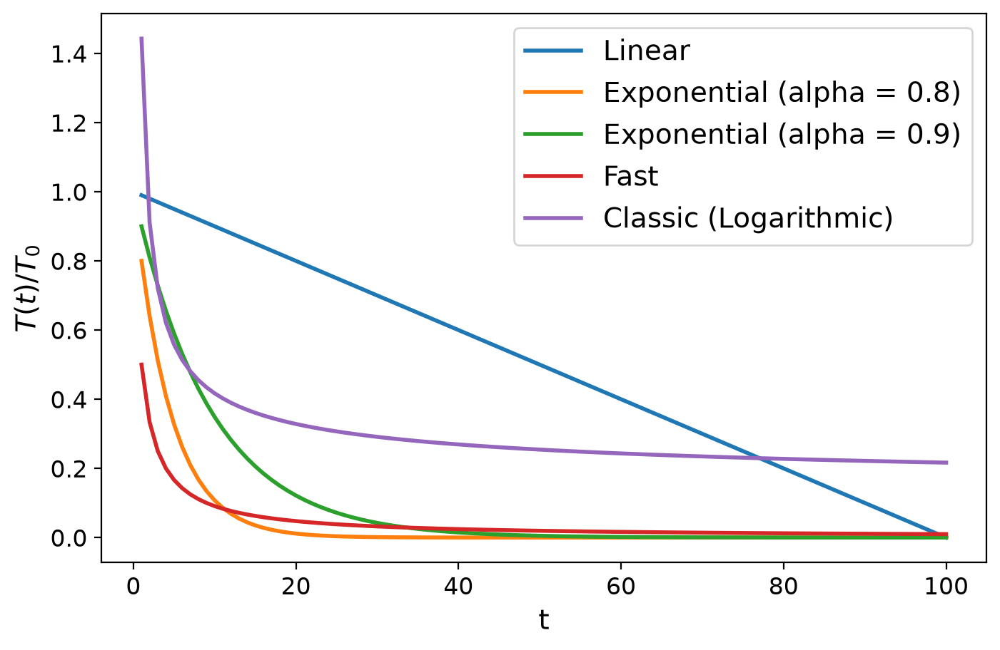 1.4
1.2
1.0
0.8
0.6
0.4
0.2
0.0
T(t)/T₀
0
20
40
60
80
100
t
Linear
Exponential (alpha = 0.8)
Exponential (alpha = 0.9)
Fast
Classic (Logarithmic)